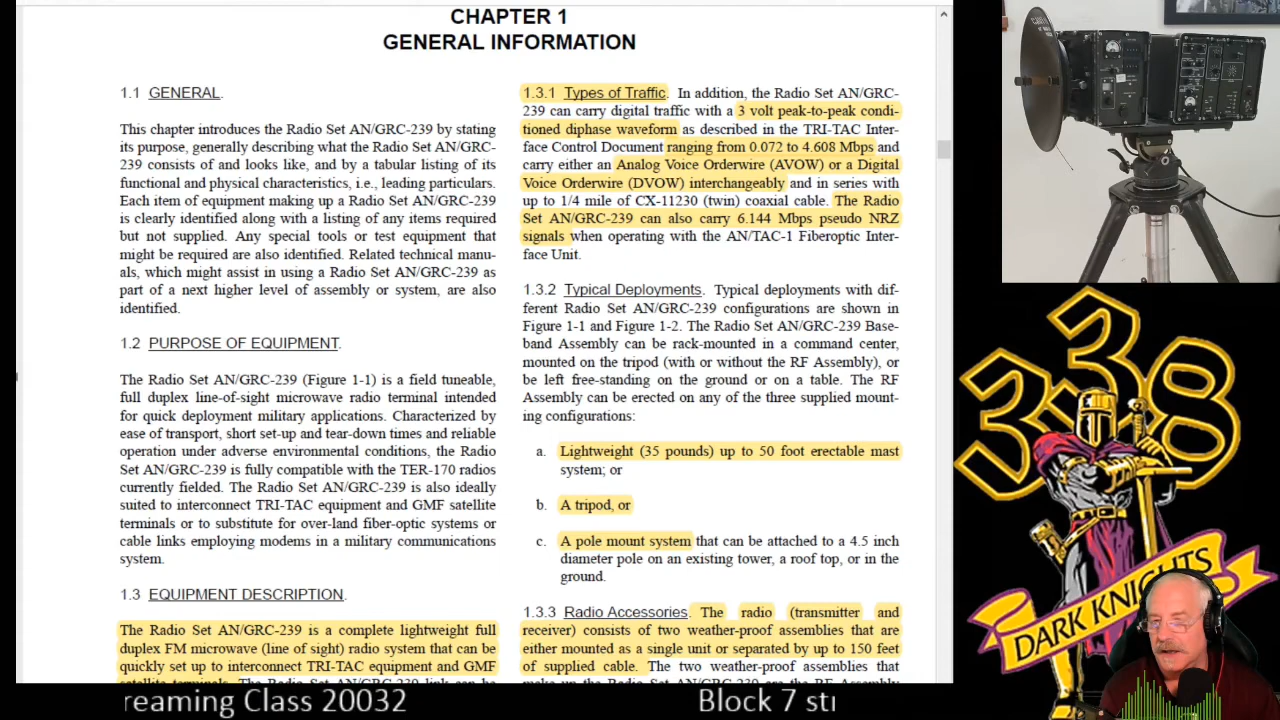 CHAPTER 1
GENERAL INFORMATION
1.1 GENERAL.
This chapter introduces the Radio Set AN/GRC-239 by stating
its purpose, generally describing what the Radio Set AN/GRC-
239 consists of and looks like, and by a tabular listing of its
functional and physical characteristics, i.e., leading particulars.
Each item of equipment making up a Radio Set AN/GRC-239
is clearly identified along with a listing of any items required
but not supplied. Any special tools or test equipment that
might be required are also identified. Related technical manu-
als, which might assist in using a Radio Set AN/GRC-239 as
part of a next higher level of assembly or system, are also
identified.
1.2 PURPOSE OF EQUIPMENT.
The Radio Set AN/GRC-239 (Figure 1-1) is a field tuneable,
full duplex line-of-sight microwave radio terminal intended
for quick deployment military applications. Characterized by
ease of transport, short set-up and tear-down times and reliable
operation under adverse environmental conditions, the Radio
Set AN/GRC-239 is fully compatible with the TER-170 radios
currently fielded. The Radio Set AN/GRC-239 is also ideally
suited to interconnect TRI-TAC equipment and GMF satellite
terminals or to substitute for over-land fiber-optic systems or
cable links employing modems in a military communications
system.
1.3 EQUIPMENT DESCRIPTION.
The Radio Set AN/GRC-239 is a complete lightweight full
duplex FM microwave (line of sight) radio system that can be
quickly set up to interconnect TRI-TAC equipment and GMF
satellite terminals. The Radio Set AN/GRC-239 link can be
1.3.1 Types of Traffic. In addition, the Radio Set AN/GRC-
239 can carry digital traffic with a 3 volt peak-to-peak condi-
tioned diphase waveform as described in the TRI-TAC Inter-
face Control Document ranging from 0.072 to 4.608 Mbps and
carry either an Analog Voice Orderwire (AVOW) or a Digital
Voice Orderwire (DVOW) interchangeably and in series with
up to 1/4 mile of CX-11230 (twin) coaxial cable. The Radio
Set AN/GRC-239 can also carry 6.144 Mbps pseudo NRZ
signals when operating with the AN/TAC-1 Fiberoptic Inter-
face Unit.
1.3.2 Typical Deployments. Typical deployments with dif-
ferent Radio Set AN/GRC-239 configurations are shown in
Figure 1-1 and Figure 1-2. The Radio Set AN/GRC-239 Base-
band Assembly can be rack-mounted in a command center,
mounted on the tripod (with or without the RF Assembly), or
be left free-standing on the ground or on a table. The RF
Assembly can be erected on any of the three supplied mount-
ing configurations:
a. Lightweight (35 pounds) up to 50 foot erectable mast
system; or
b. A tripod, or
c. A pole mount system that can be attached to a 4.5 inch
diameter pole on an existing tower, a roof top, or in the
ground.
1.3.3 Radio Accessories. The radio (transmitter and
receiver) consists of two weather-proof assemblies that are
either mounted as a single unit or separated by up to 150 feet
of supplied cable. The two weather-proof assemblies that
make up the Radio Set AN/GRC-239 are the RF Assembly
338
DARK KNIGHTS
reaming Class 20032 Block 7 str